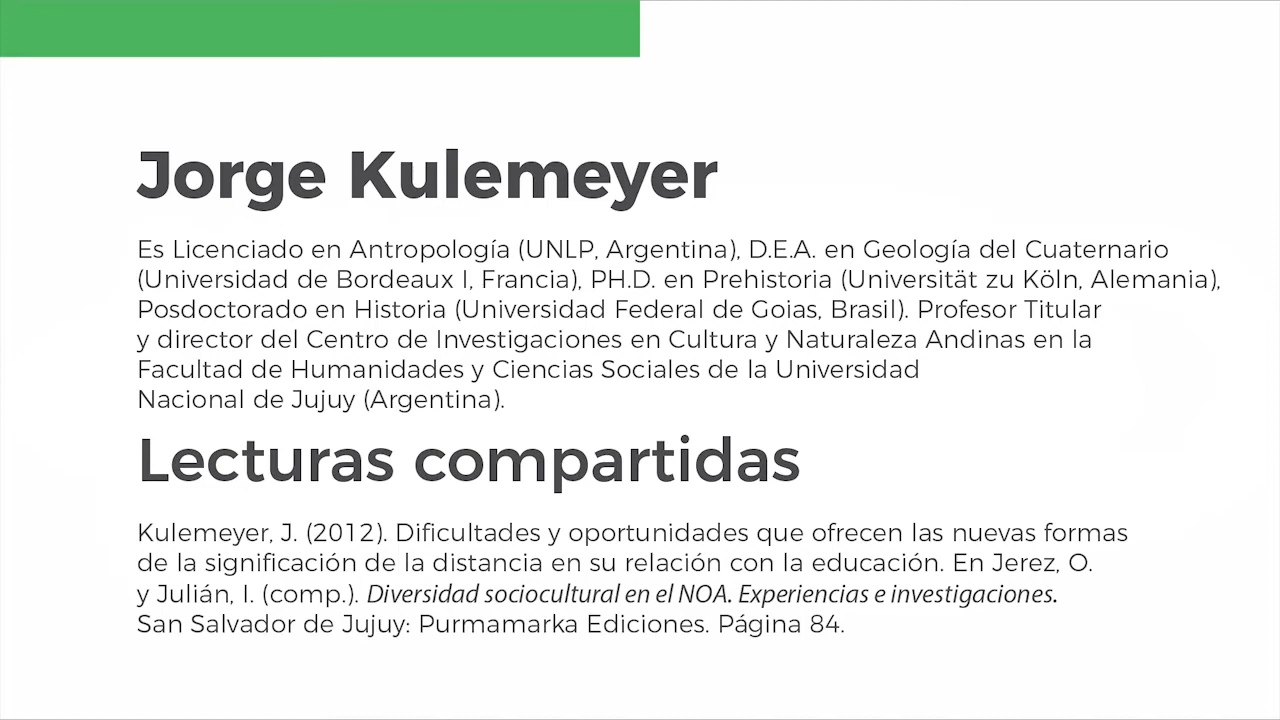 Jorge Kulemeyer
Es Licenciado en Antropología (UNLP, Argentina), D.E.A. en Geología del Cuaternario
(Universidad de Bordeaux I, Francia), PH.D. en Prehistoria (Universität zu Köln, Alemania),
Posdoctorado en Historia (Universidad Federal de Goias, Brasil). Profesor Titular
y director del Centro de Investigaciones en Cultura y Naturaleza Andinas en la
Facultad de Humanidades y Ciencias Sociales de la Universidad
Nacional de Jujuy (Argentina).
Lecturas compartidas
Kulemeyer, J. (2012). Dificultades y oportunidades que ofrecen las nuevas formas
de la significación de la distancia en su relación con la educación. En Jerez, O.
y Julián, I. (comp.). Diversidad sociocultural en el NOA. Experiencias e investigaciones.
San Salvador de Jujuy: Purmamarka Ediciones. Página 84.